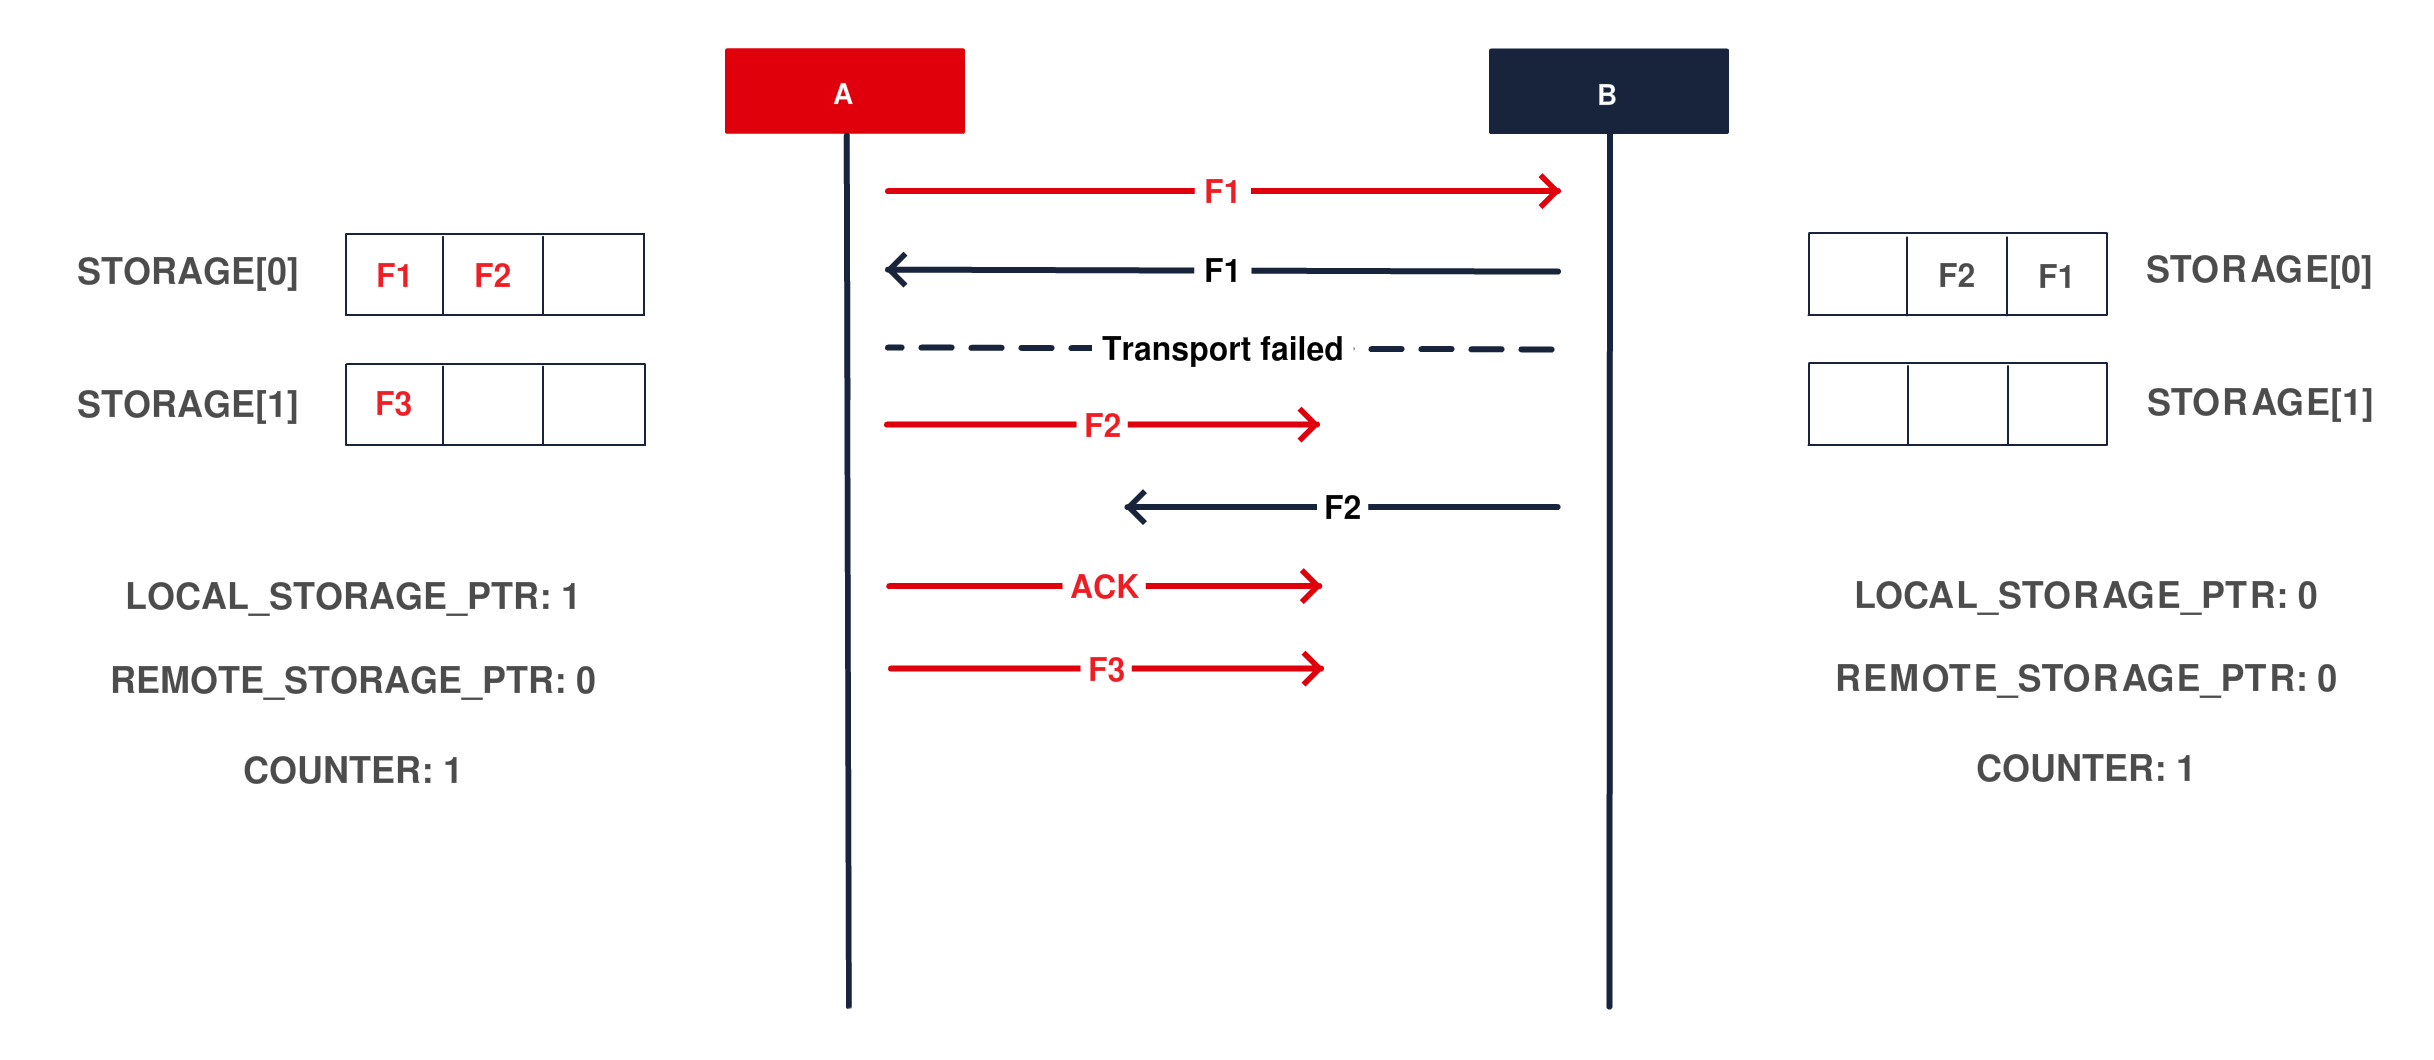 A
B
F1
F1
Transport failed
F2
F2
ACK
F3
STORAGE[0]
F1 F2
STORAGE[1]
F3
LOCAL_STORAGE_PTR: 1
REMOTE_STORAGE_PTR: 0
COUNTER: 1
F2 F1
STORAGE[0]
STORAGE[1]
LOCAL_STORAGE_PTR: 0
REMOTE_STORAGE_PTR: 0
COUNTER: 1